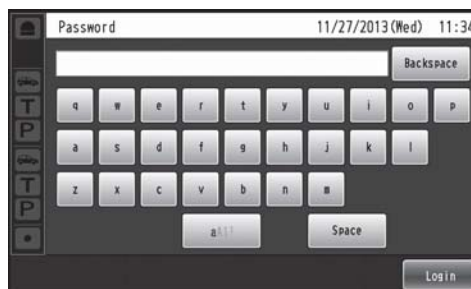 Password 11/27/2013(Wed) 11:34
Backspace
q w e r t y u i o p
T
P
a s d f g h j k l
T
z x c v b n m
P
Space
Login